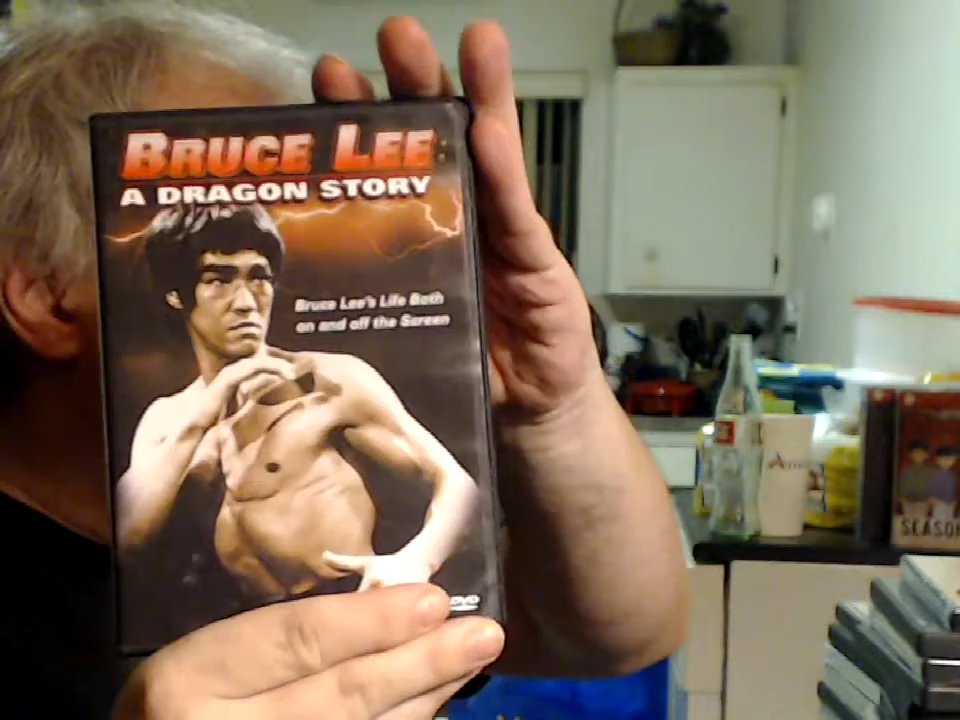 BRUCE LEE
A DRAGON STORY
Bruce Lee's Life Both
on and off the Screen
DVD
SEASON